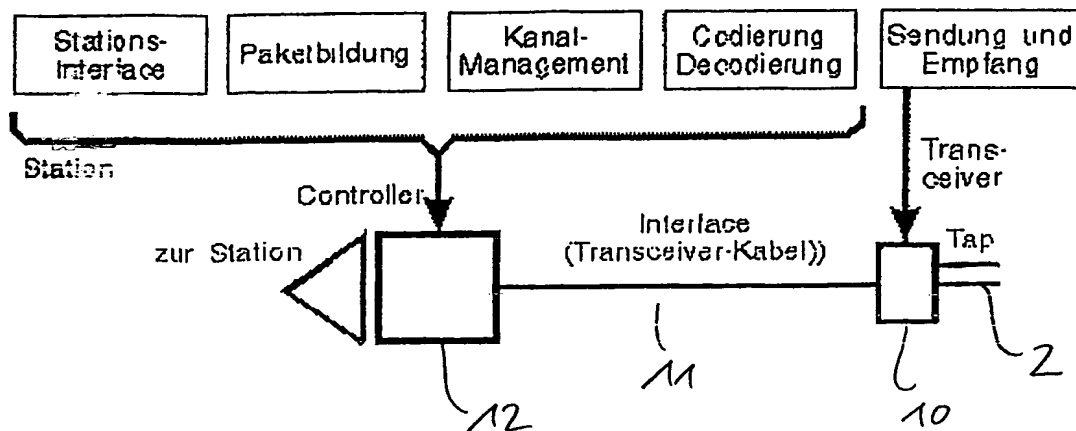 Stations-
Interface
Paketbildung
Kanal-
Management
Codierung
Decodierung
Sendung und
Empfang
Station
Controller
Trans-
ceiver
zur Station
Interface
(Transceiver-Kabel))
Tap
11
2
12
10